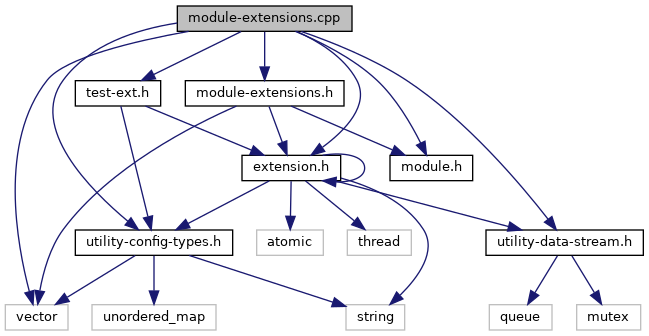 module-extensions.cpp
test-ext.h
module-extensions.h
extension.h
module.h
utility-config-types.h
atomic
thread
utility-data-stream.h
vector
unordered_map
string
queue
mutex